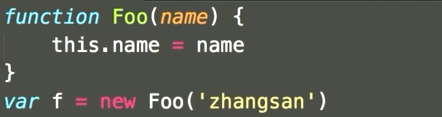 function Foo(name) {
    this.name = name
}
var f = new Foo('zhangsan')